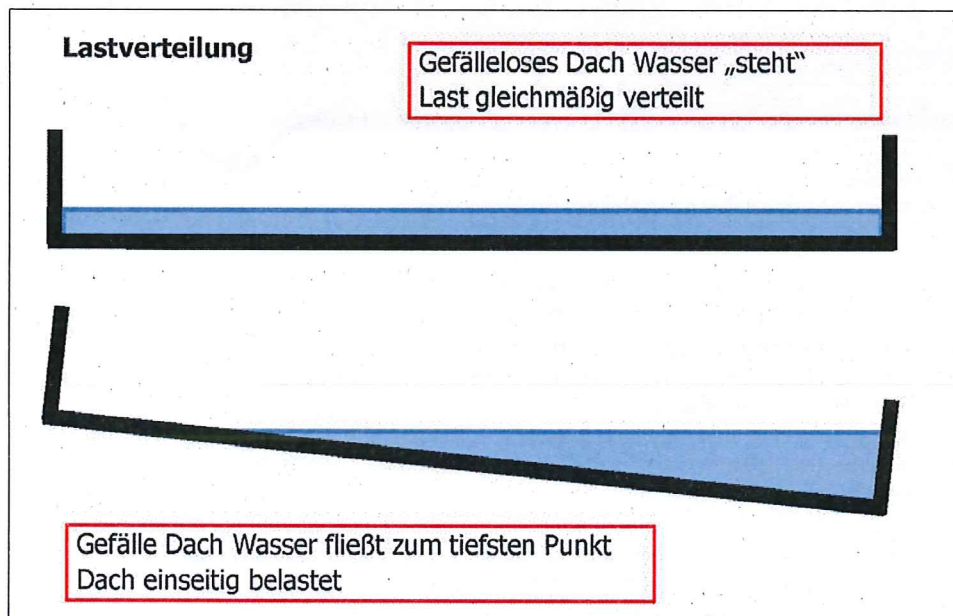 Lastverteilung
Gefälleloses Dach Wasser „steht“
Last gleichmäßig verteilt
Gefälle Dach Wasser fließt zum tiefsten Punkt
Dach einseitig belastet